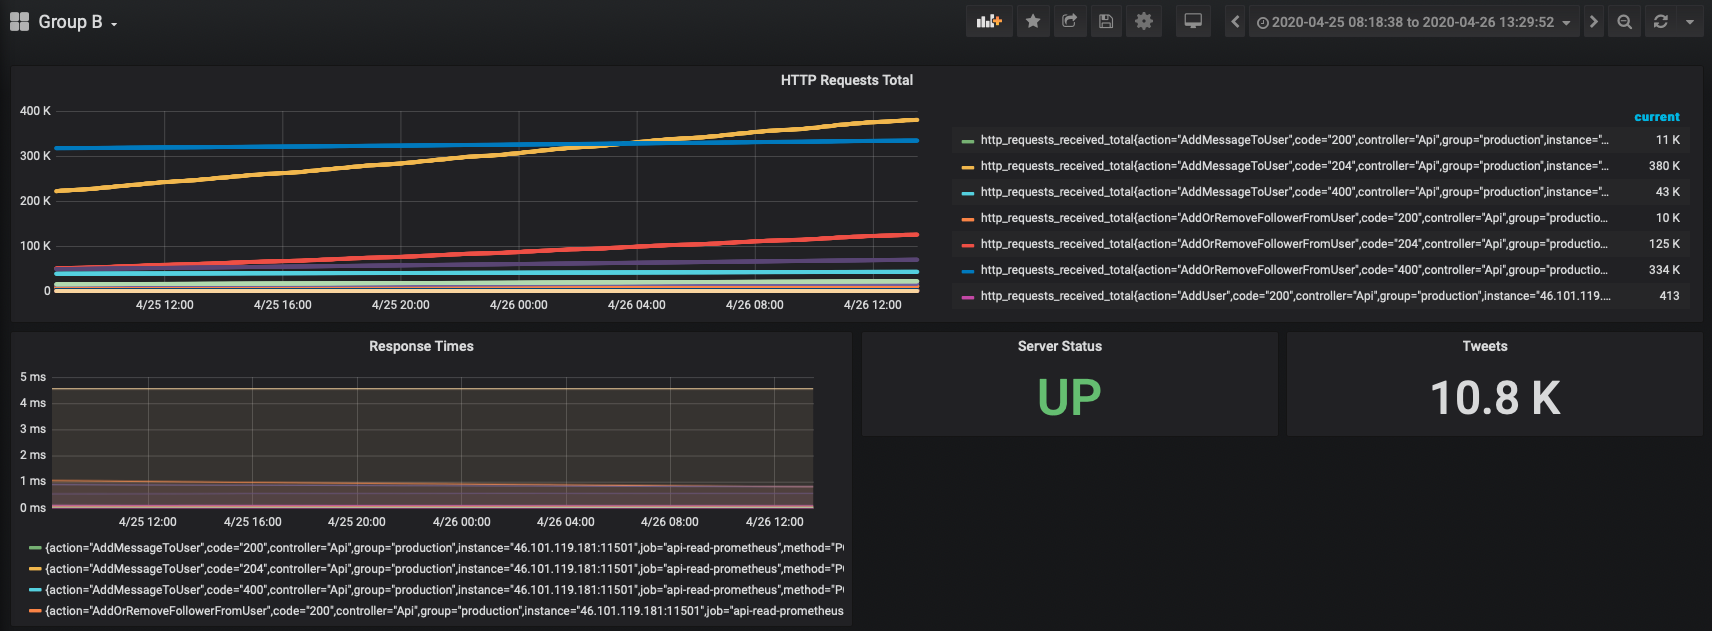 Group B
2020-04-25 08:18:38 to 2020-04-26 13:29:52
HTTP Requests Total
400 K
300 K
200 K
100 K
0
4/25 12:00 4/25 16:00 4/25 20:00 4/26 00:00 4/26 04:00 4/26 08:00 4/26 12:00
current
http_requests_received_total{action="AddMessageToUser",code="200",controller="Api",group="production",instance="... 11 K
http_requests_received_total{action="AddMessageToUser",code="204",controller="Api",group="production",instance="... 380 K
http_requests_received_total{action="AddMessageToUser",code="400",controller="Api",group="production",instance="... 43 K
http_requests_received_total{action="AddOrRemoveFollowerFromUser",code="200",controller="Api",group="productio... 10 K
http_requests_received_total{action="AddOrRemoveFollowerFromUser",code="204",controller="Api",group="productio... 125 K
http_requests_received_total{action="AddOrRemoveFollowerFromUser",code="400",controller="Api",group="productio... 334 K
http_requests_received_total{action="AddUser",code="200",controller="Api",group="production",instance="46.101.119.... 413
Response Times
5 ms
4 ms
3 ms
2 ms
1 ms
0 ms
4/25 12:00 4/25 16:00 4/25 20:00 4/26 00:00 4/26 04:00 4/26 08:00 4/26 12:00
{action="AddMessageToUser",code="200",controller="Api",group="production",instance="46.101.119.181:11501",job="api-read-prometheus",method="P
{action="AddMessageToUser",code="204",controller="Api",group="production",instance="46.101.119.181:11501",job="api-read-prometheus",method="P
{action="AddMessageToUser",code="400",controller="Api",group="production",instance="46.101.119.181:11501",job="api-read-prometheus",method="P
{action="AddOrRemoveFollowerFromUser",code="200",controller="Api",group="production",instance="46.101.119.181:11501",job="api-read-prometheus
Server Status
UP
Tweets
10.8 K